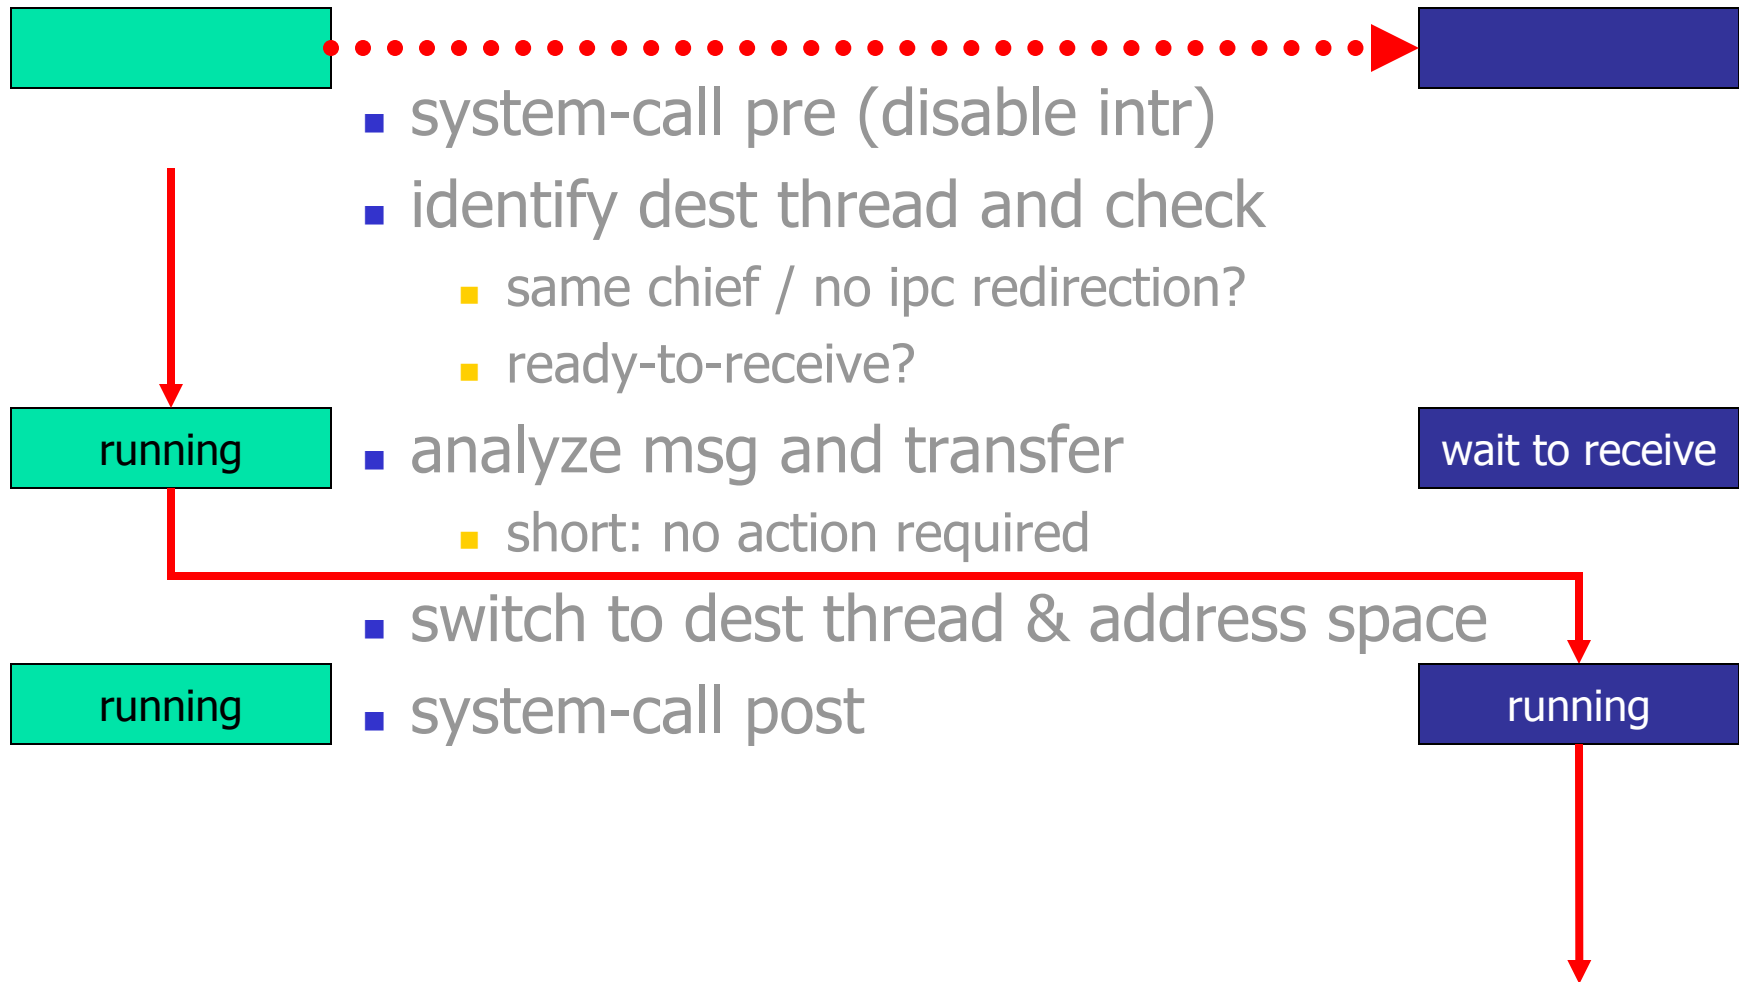 system-call pre (disable intr)
identify dest thread and check
same chief / no ipc redirection?
ready-to-receive?
running
analyze msg and transfer
wait to receive
short: no action required
switch to dest thread & address space
running
system-call post
running